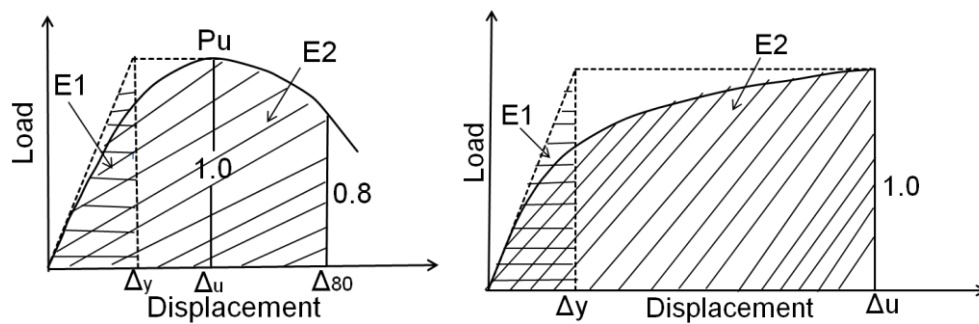 Pu
E2
E1
Load
1.0
0.8
Δy
Δu
Δ80
Displacement
E2
E1
Load
1.0
Δy
Displacement
Δu